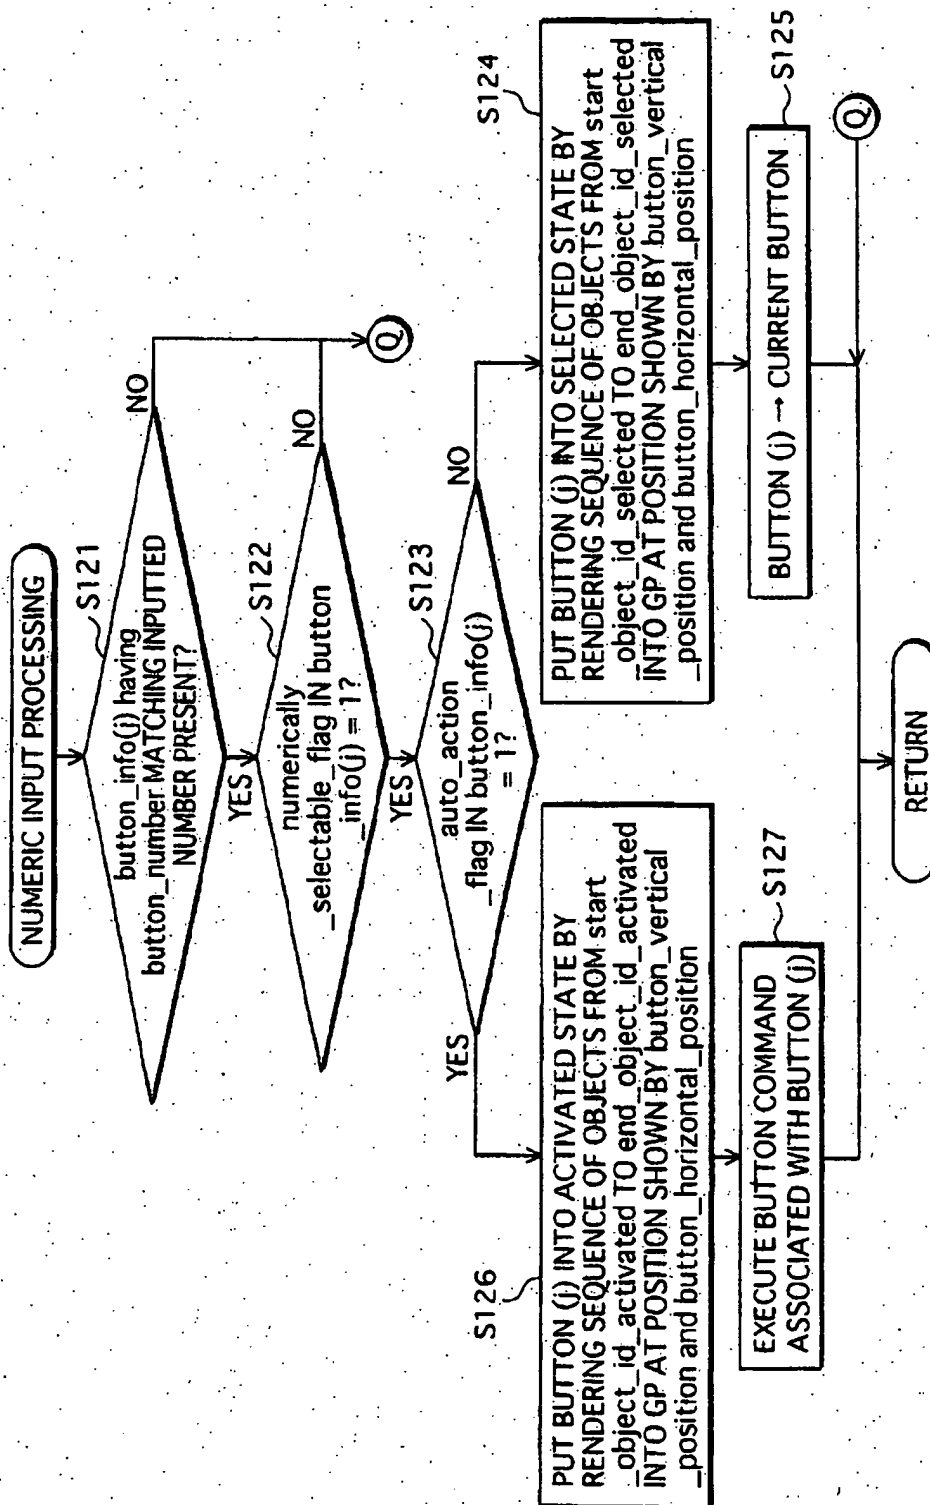 NUMERIC INPUT PROCESSING
S121
button_info(j) having
button_number MATCHING INPUTTED
NUMBER PRESENT?
NO
YES
S122
numerically
_selectable_flag IN button
_info(j) = 1?
NO
Q
YES
S123
auto_action
_flag IN button_info(j)
= 1?
YES
NO
S126
PUT BUTTON (j) INTO ACTIVATED STATE BY
RENDERING SEQUENCE OF OBJECTS FROM start
_object_id_activated TO end_object_id_activated
INTO GP AT POSITION SHOWN BY button_vertical
_position and button_horizontal_position
S127
EXECUTE BUTTON COMMAND
ASSOCIATED WITH BUTTON (j)
S124
PUT BUTTON (j) INTO SELECTED STATE BY
RENDERING SEQUENCE OF OBJECTS FROM start
_object_id_selected TO end_object_id_selected
INTO GP AT POSITION SHOWN BY button_vertical
_position and button_horizontal_position
S125
BUTTON (j) → CURRENT BUTTON
Q
RETURN